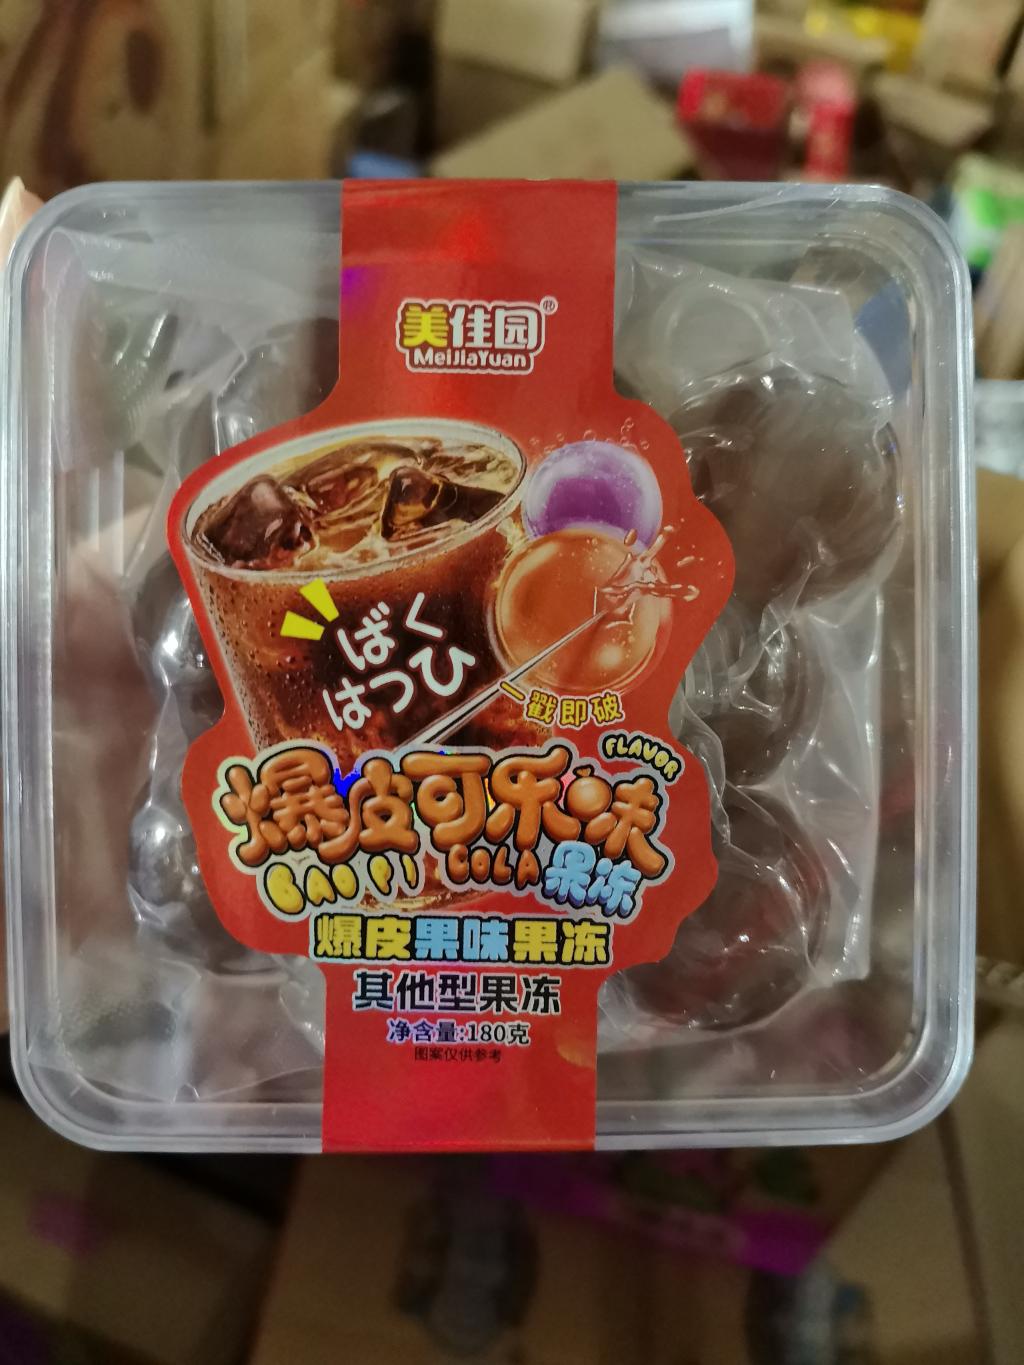 美佳园®
MeiJiaYuan
ばくはつひ
一戳即破
FLAVOR
爆皮可乐味
BAO PI COLA 果冻
爆皮果味果冻
其他型果冻
净含量:180克
图案仅供参考